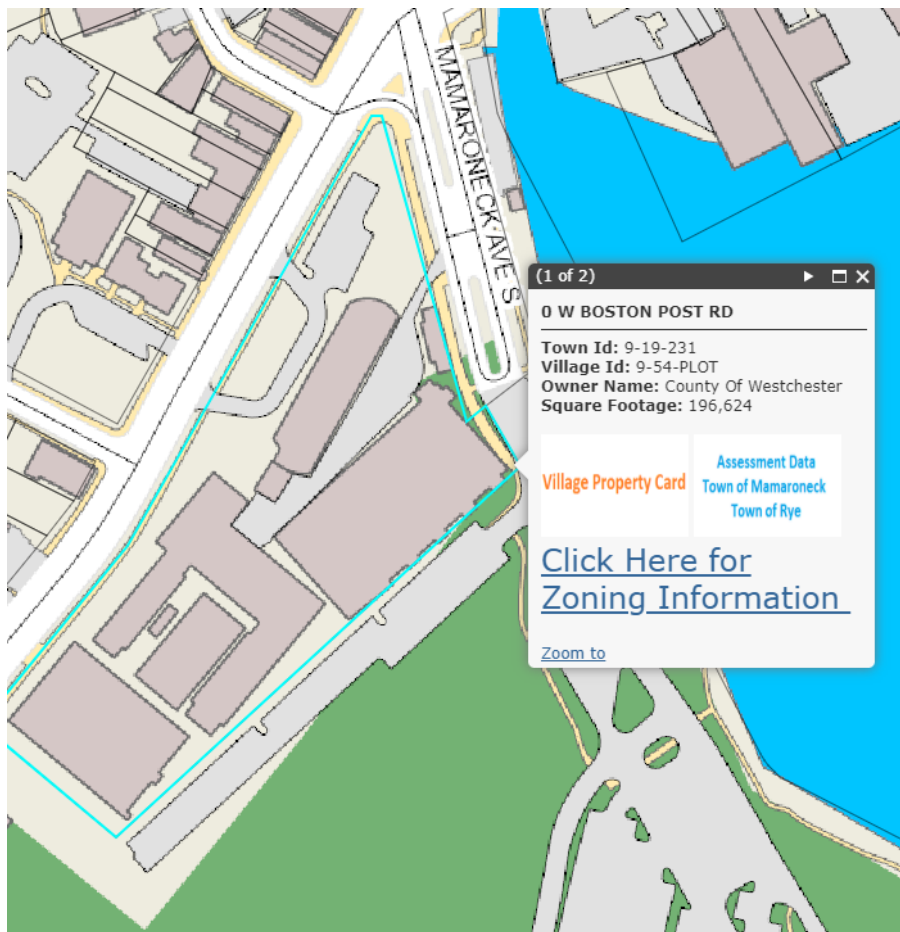 MAMARONECK AVE S
(1 of 2)
0 W BOSTON POST RD
Town Id: 9-19-231
Village Id: 9-54-PLOT
Owner Name: County Of Westchester
Square Footage: 196,624
Village Property Card
Assessment Data
Town of Mamaroneck
Town of Rye
Click Here for
Zoning Information
Zoom to